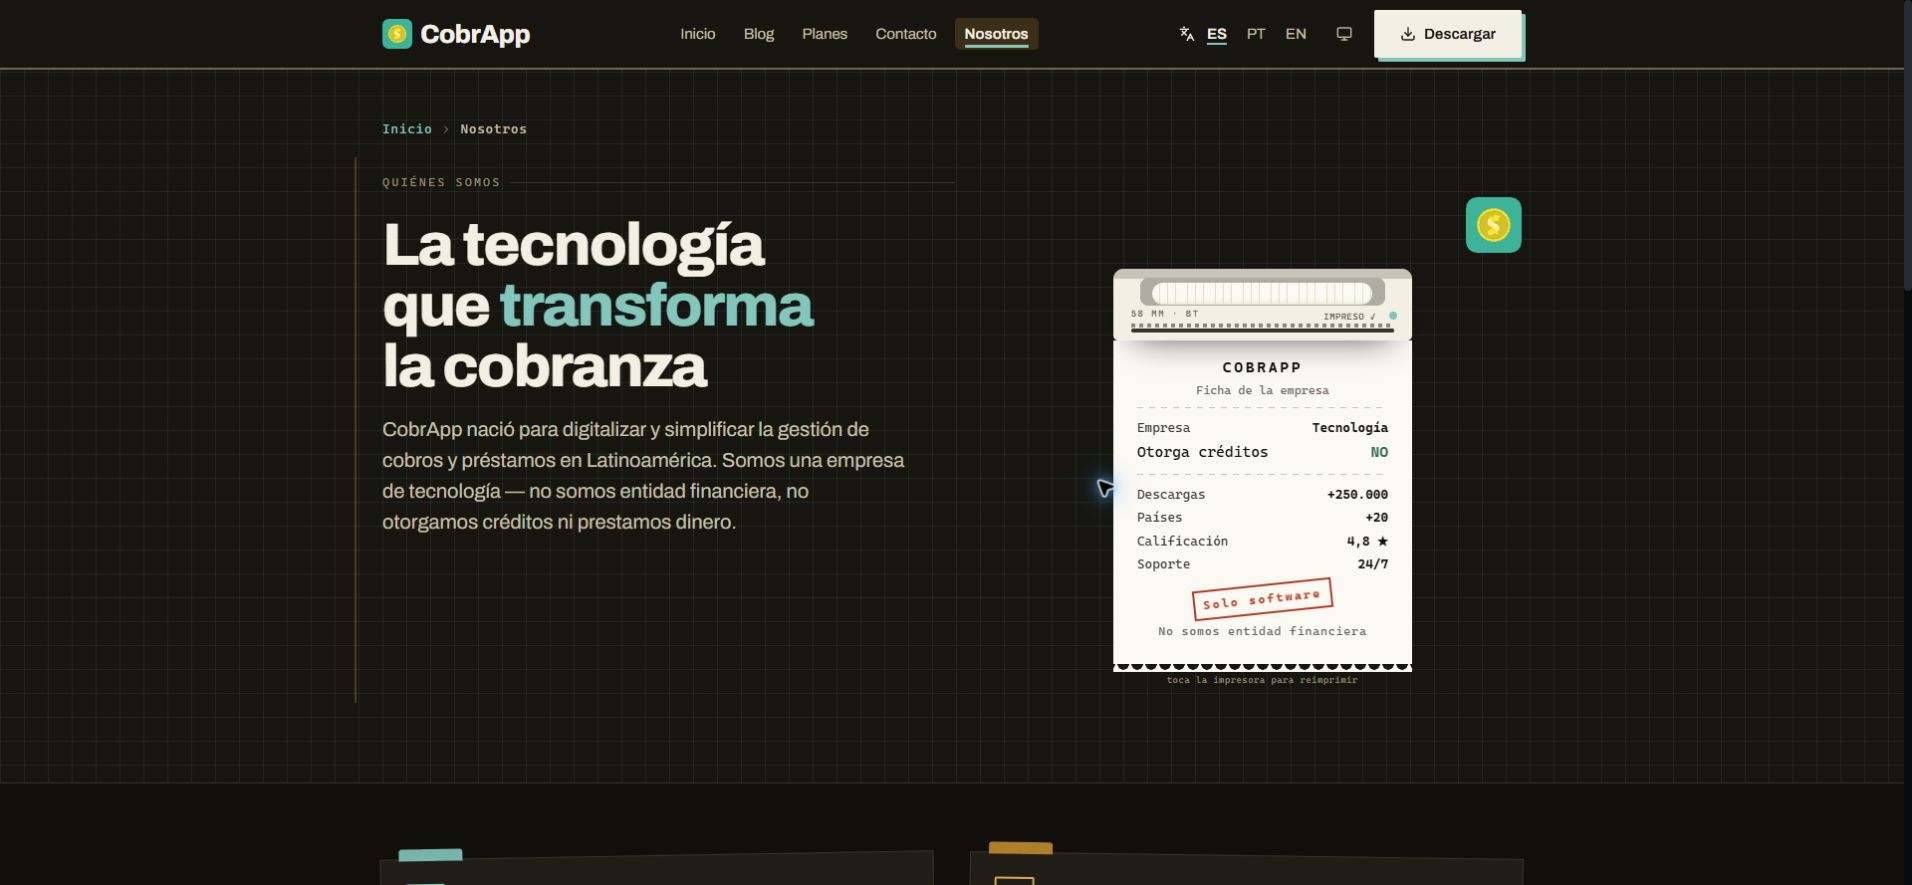 CobrApp
Inicio Blog Planes Contacto Nosotros
ES PT EN
Descargar
Inicio › Nosotros
QUIÉNES SOMOS
La tecnología
que transforma
la cobranza
CobrApp nació para digitalizar y simplificar la gestión de
cobros y préstamos en Latinoamérica. Somos una empresa
de tecnología — no somos entidad financiera, no
otorgamos créditos ni prestamos dinero.
58 MM · BT
IMPRESO ✓
COBRAPP
Ficha de la empresa
Empresa Tecnología
Otorga créditos NO
Descargas +250.000
Países +20
Calificación 4,8 ★
Soporte 24/7
Solo software
No somos entidad financiera
toca la impresora para reimprimir